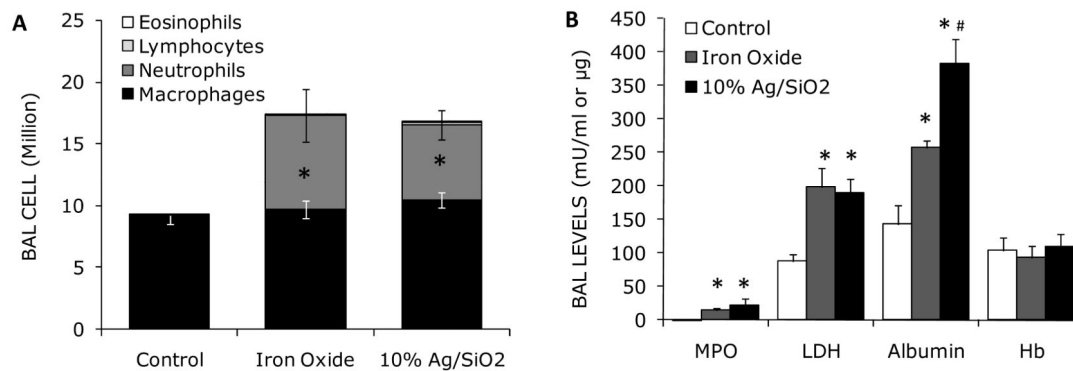 A
BAL CELL (Million)
25
20
15
10
5
0
Eosinophils
Lymphocytes
Neutrophils
Macrophages
*
*
Control
Iron Oxide
10% Ag/SiO2
B
BAL LEVELS (mU/ml or µg)
450
400
350
300
250
200
150
100
50
0
Control
Iron Oxide
10% Ag/SiO2
* *
* *
*
* #
MPO
LDH
Albumin
Hb